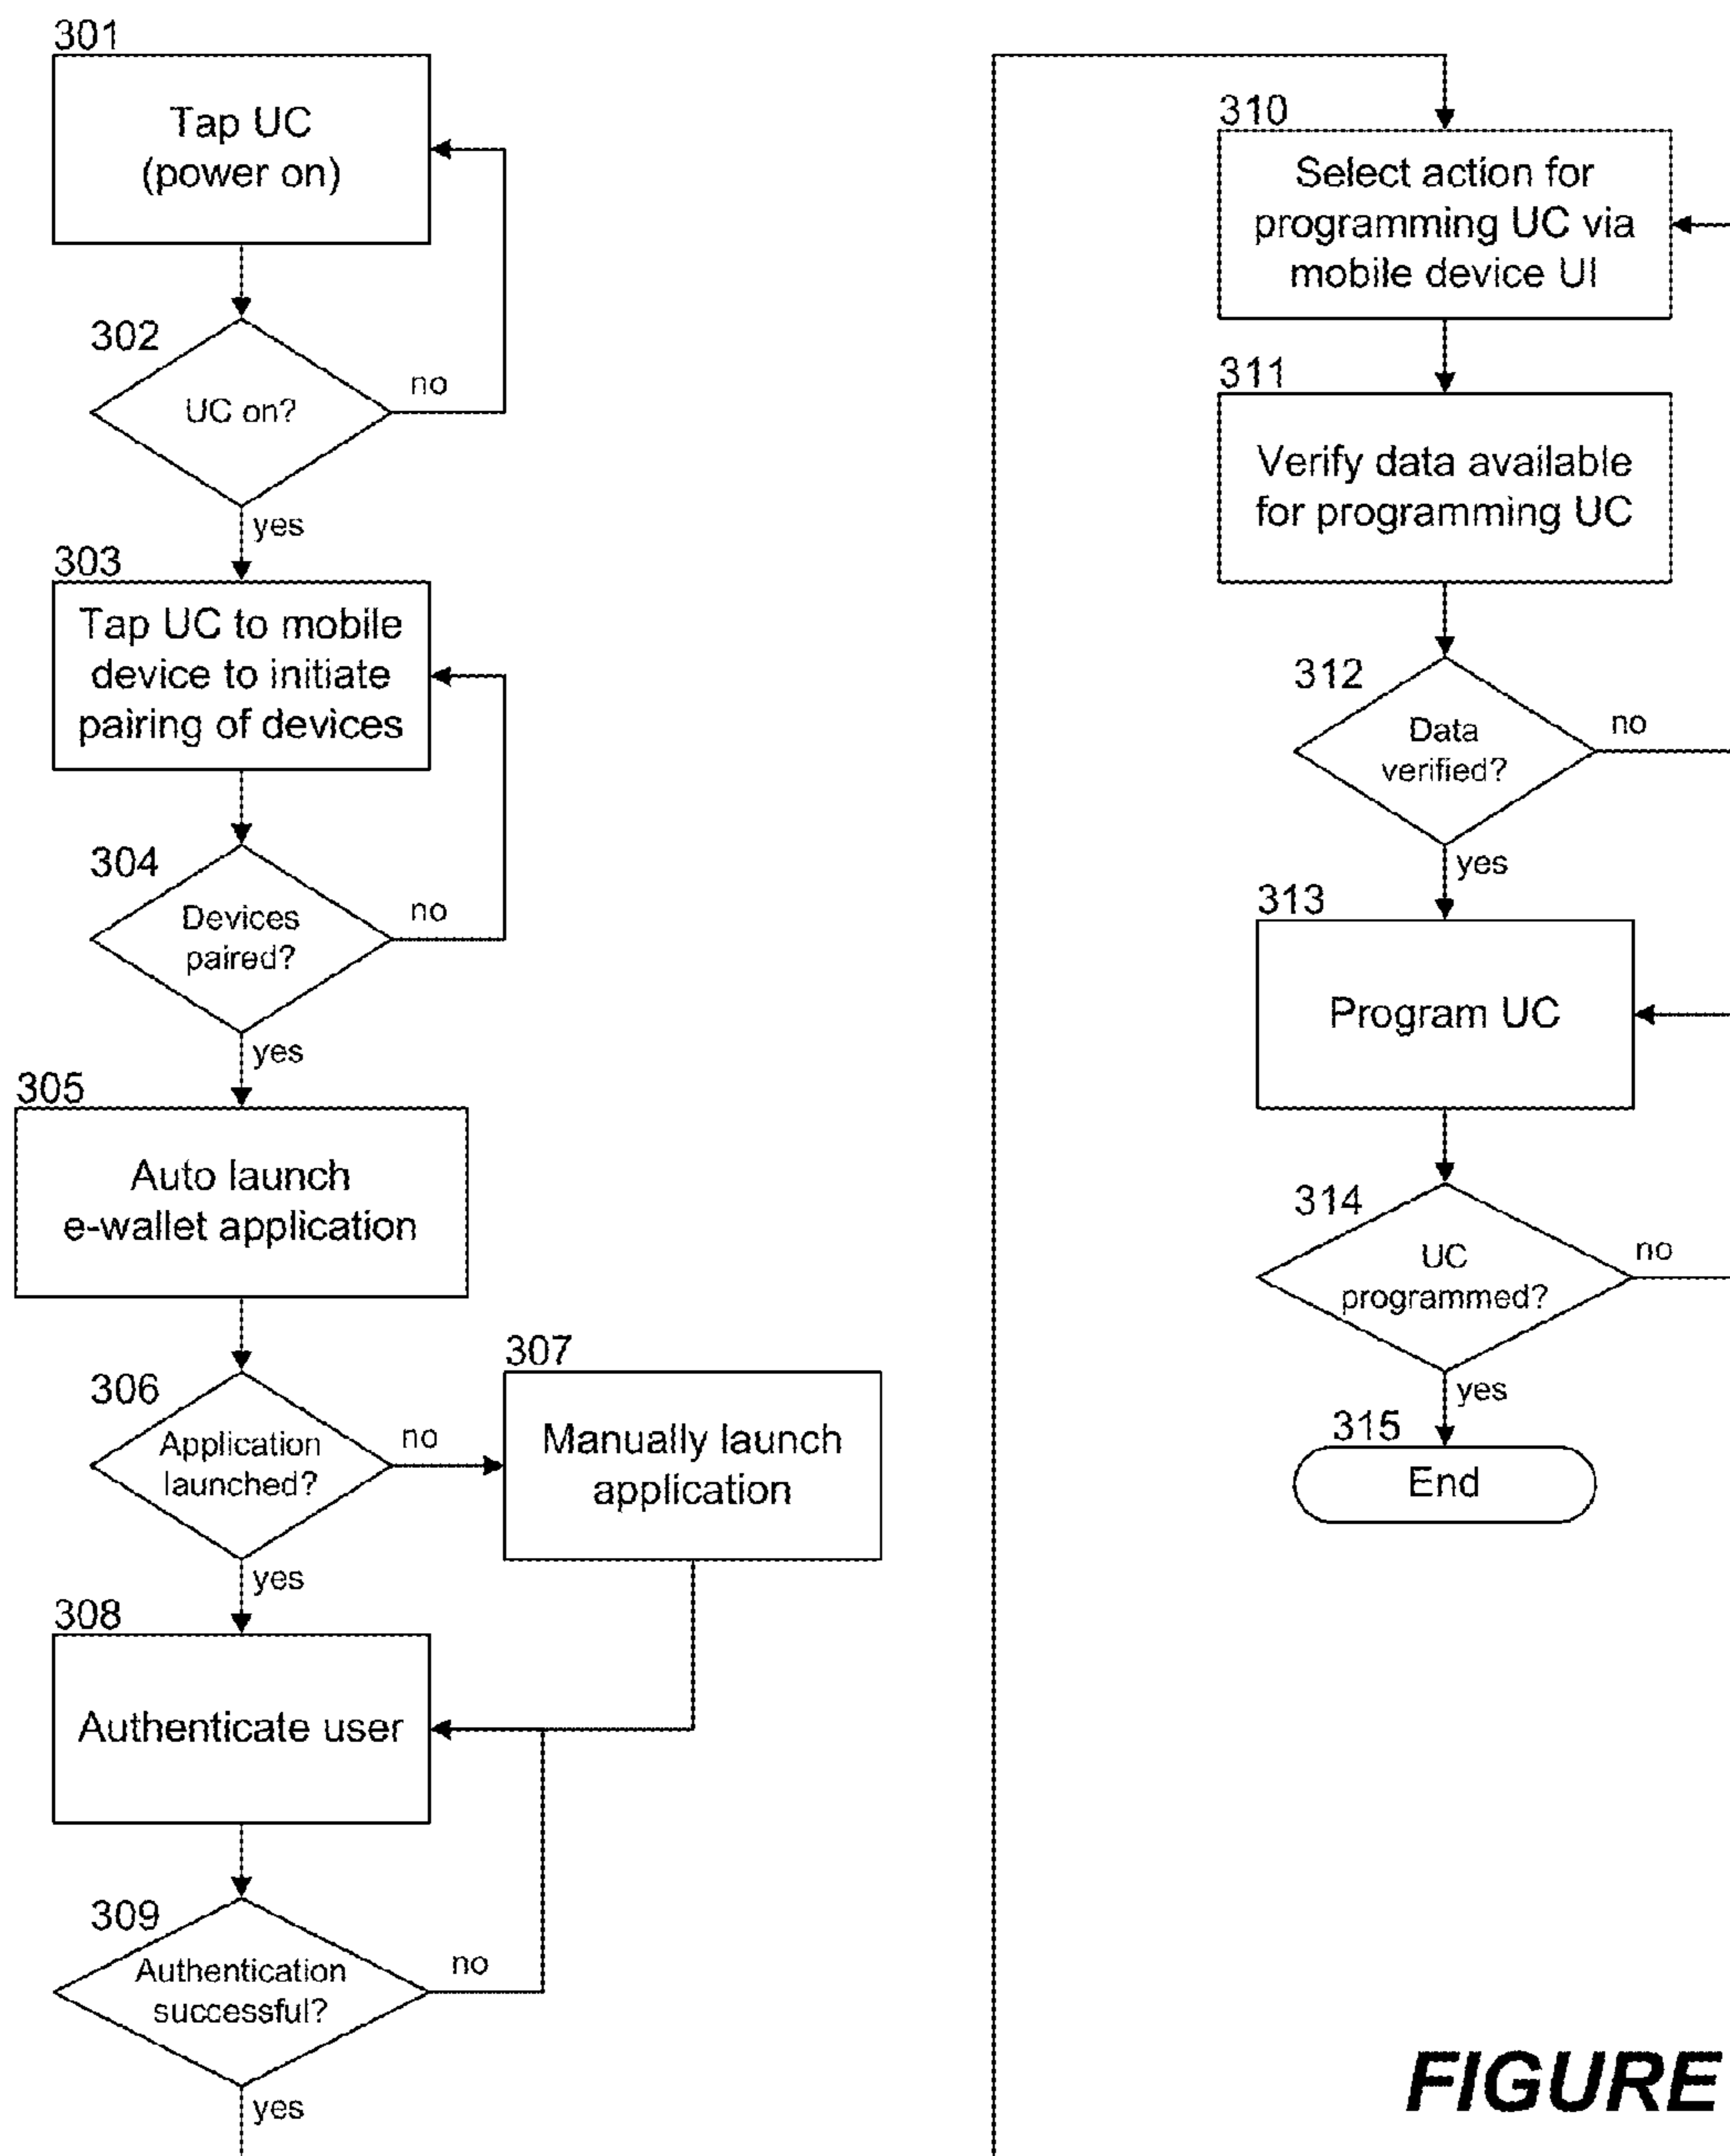 301
Tap UC
(power on)
302
UC on?
no
yes
303
Tap UC to mobile
device to initiate
pairing of devices
304
Devices
paired?
no
yes
305
Auto launch
e-wallet application
306
Application
launched?
no
yes
307
Manually launch
application
308
Authenticate user
309
Authentication
successful?
no
yes
310
Select action for
programming UC via
mobile device UI
311
Verify data available
for programming UC
312
Data
verified?
no
yes
313
Program UC
314
UC
programmed?
no
yes
315
End
FIGURE